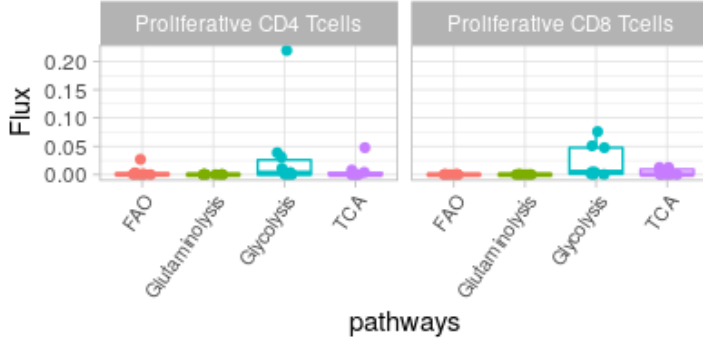 Proliferative CD4 Tcells
Proliferative CD8 Tcells
Flux
0.20
0.15
0.10
0.05
0.00
FAO
Glutaminolysis
Glycolysis
TCA
FAO
Glutaminolysis
Glycolysis
TCA
pathways